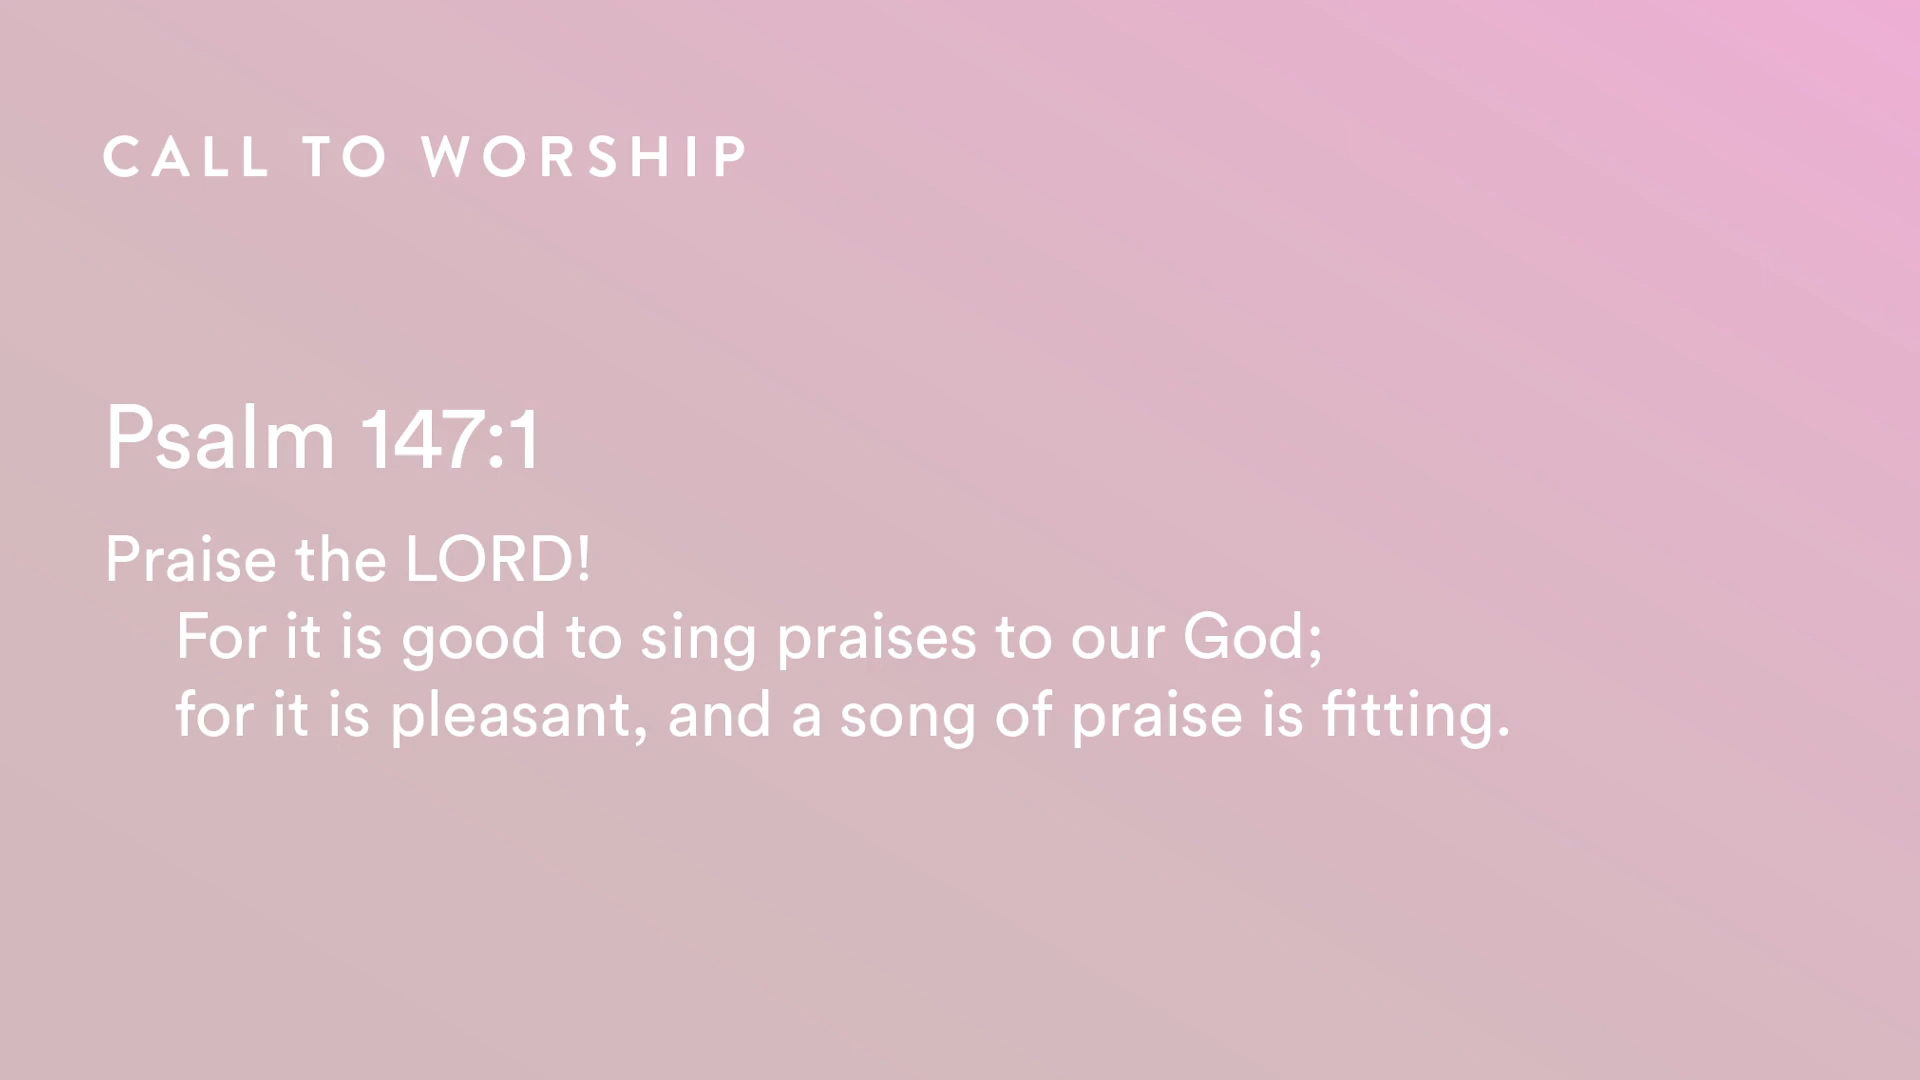 CALL TO WORSHIP
Psalm 147:1
Praise the LORD!
For it is good to sing praises to our God;
for it is pleasant, and a song of praise is fitting.